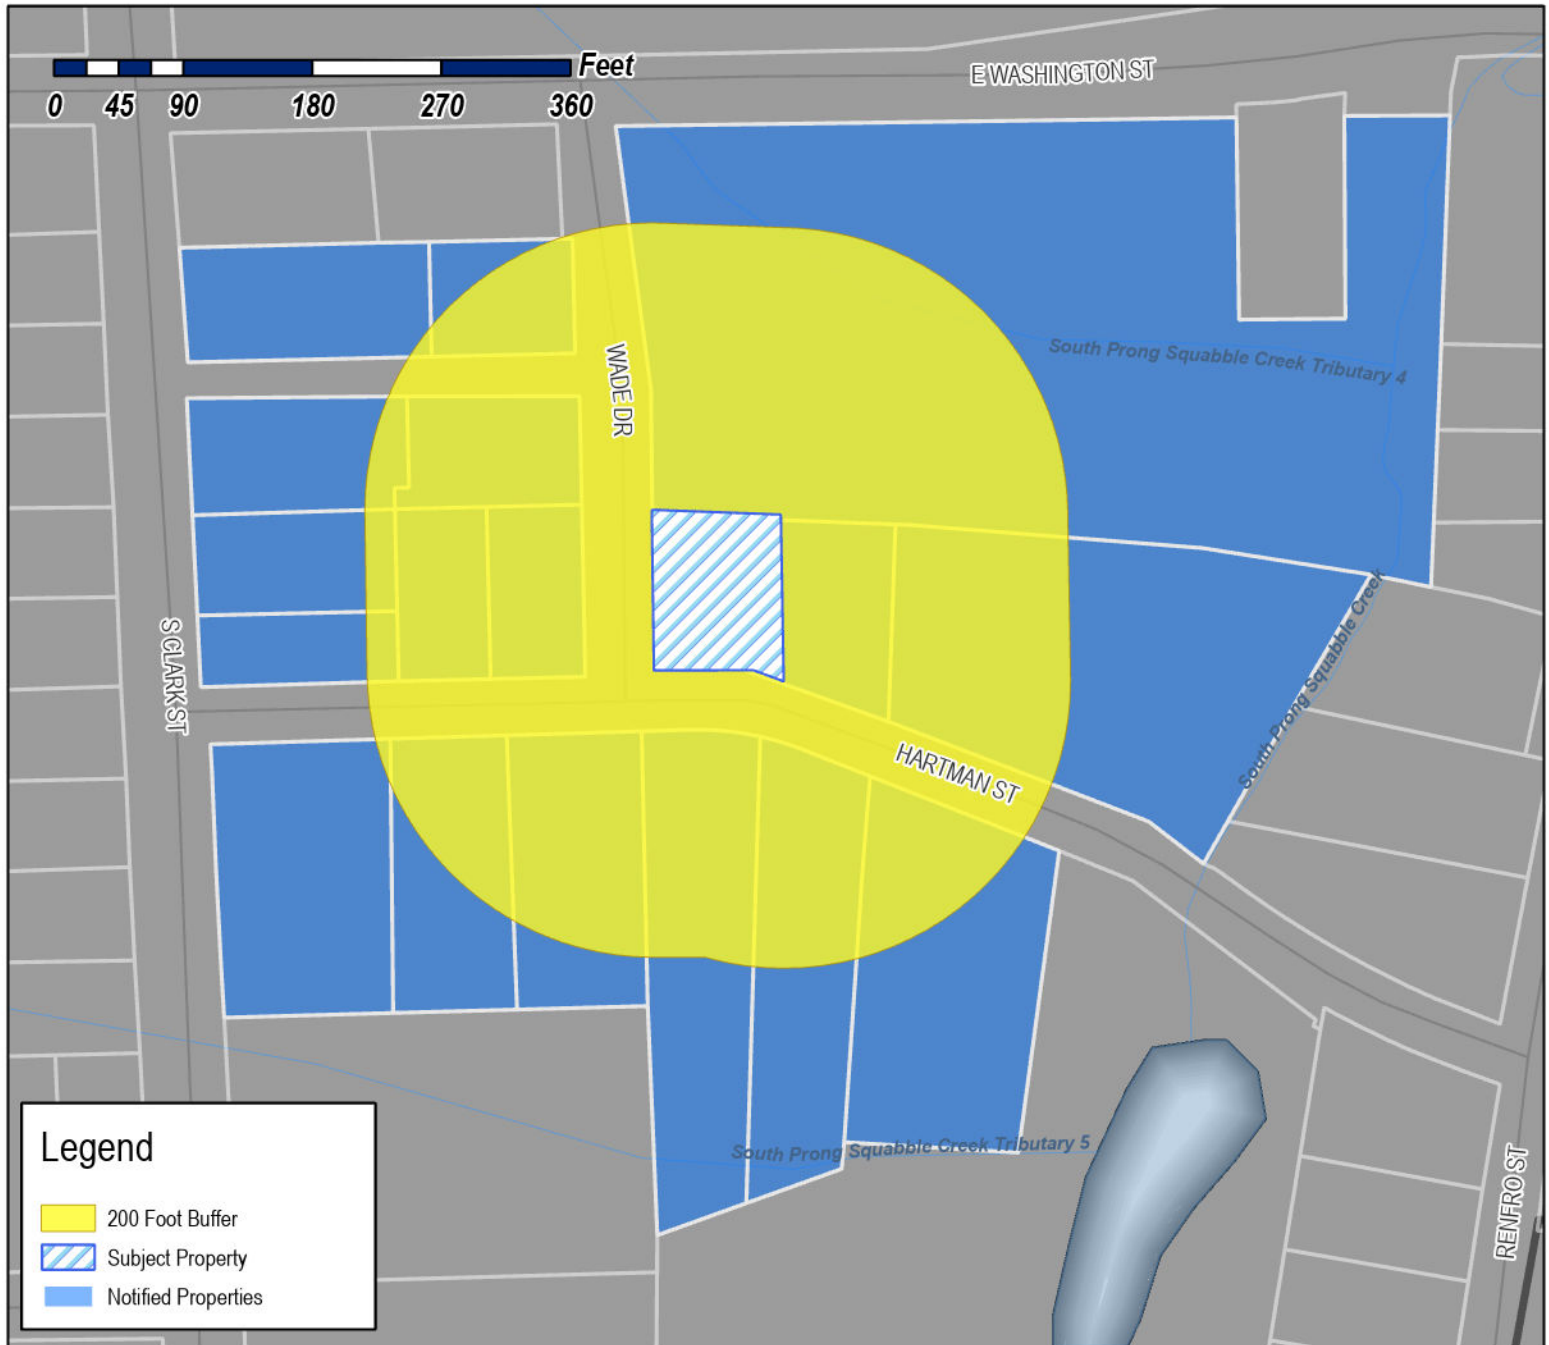 E WASHINGTON ST
Feet
0 45 90 180 270 360
South Prong Squabble Creek Tributary 4
WADE DR
South Prong Squabble Creek
S CLARK ST
HARTMAN ST
South Prong Squabble Creek Tributary 5
RENFRO ST
Legend
200 Foot Buffer
Subject Property
Notified Properties